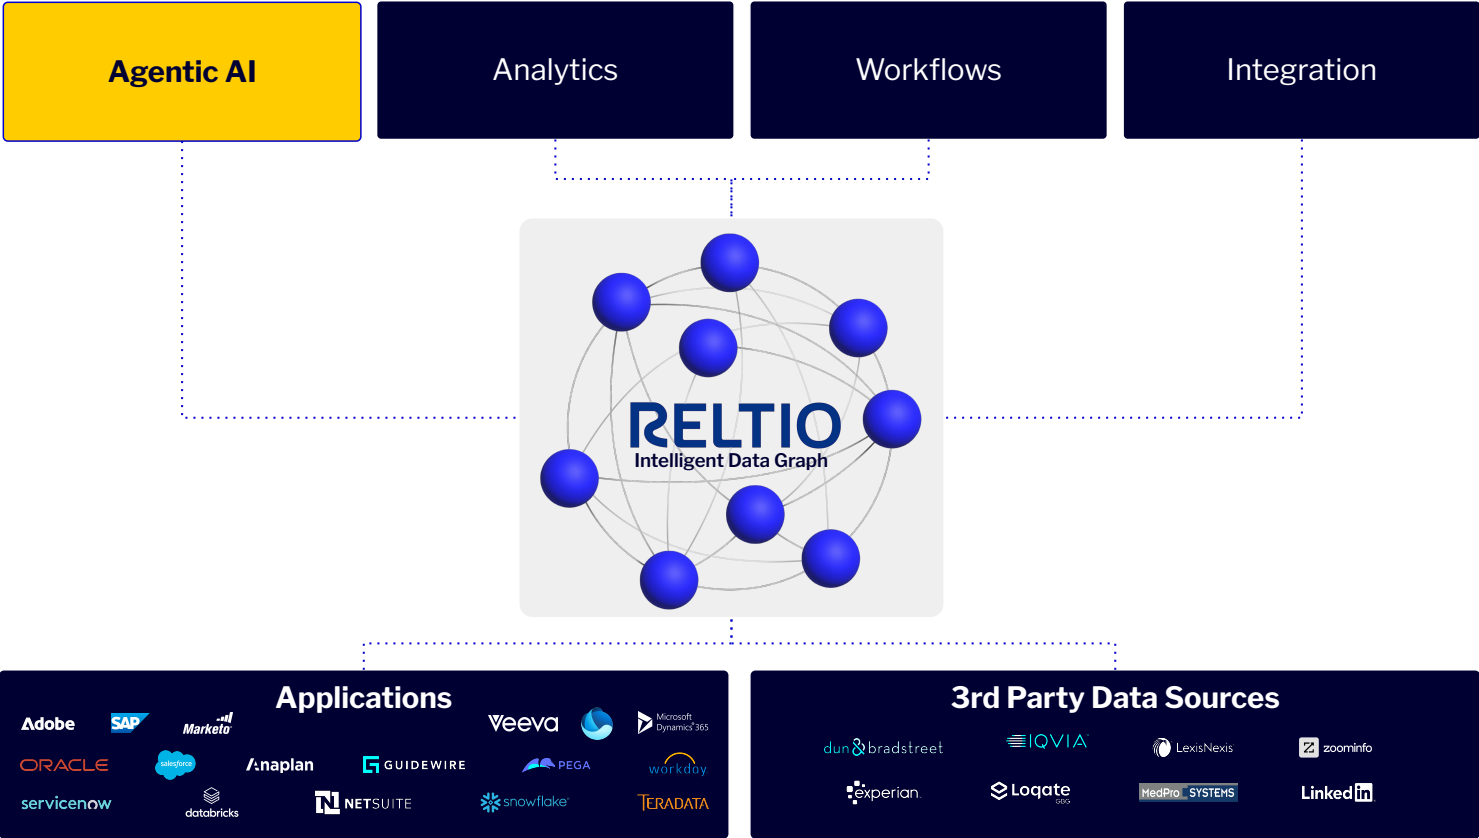 Agentic AI
Analytics
Workflows
Integration
RELTIO
Intelligent Data Graph
Applications
Adobe
SAP
Marketo
Veeva
Microsoft
Dynamics 365
ORACLE
salesforce
Anaplan
GUIDEWIRE
PEGA
workday
servicenow
databricks
NETSUITE
snowflake
TERADATA
3rd Party Data Sources
dun & bradstreet
IQVIA
LexisNexis
zoominfo
experian.
Loqate
GBG
MedPro SYSTEMS
LinkedIn